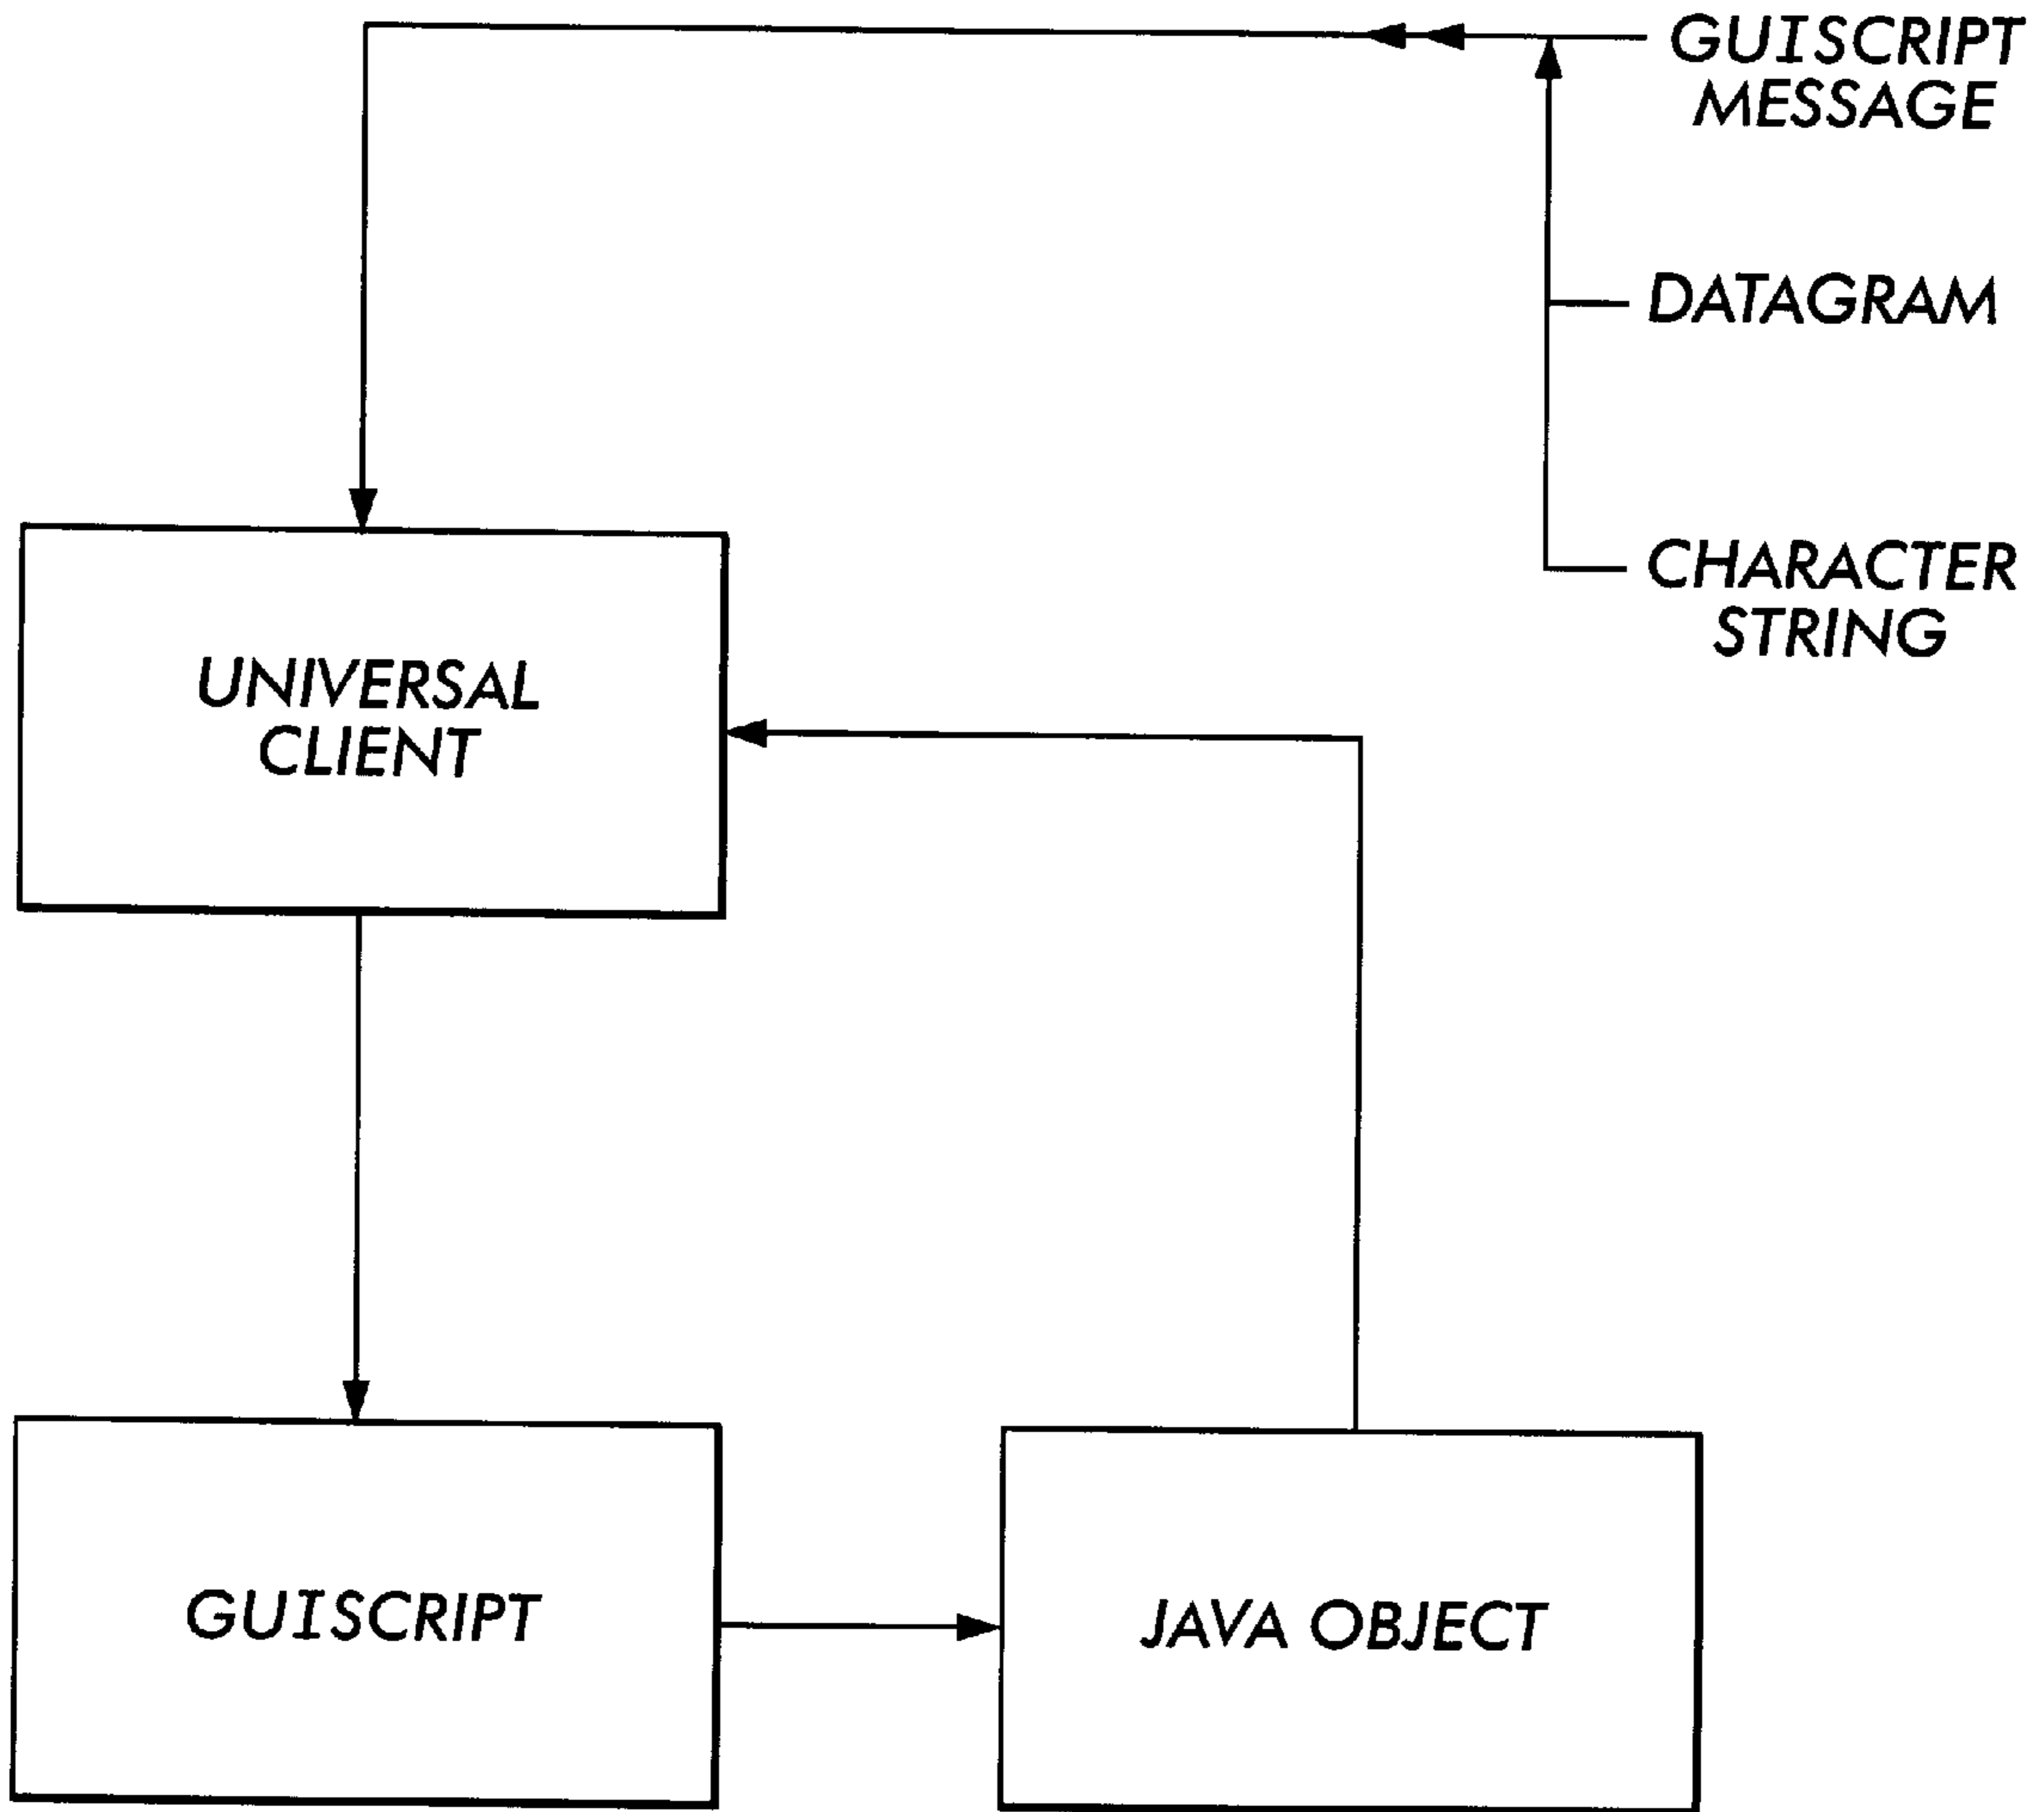 GUISCRIPT
MESSAGE
DATAGRAM
CHARACTER
STRING
UNIVERSAL
CLIENT
GUISCRIPT
JAVA OBJECT